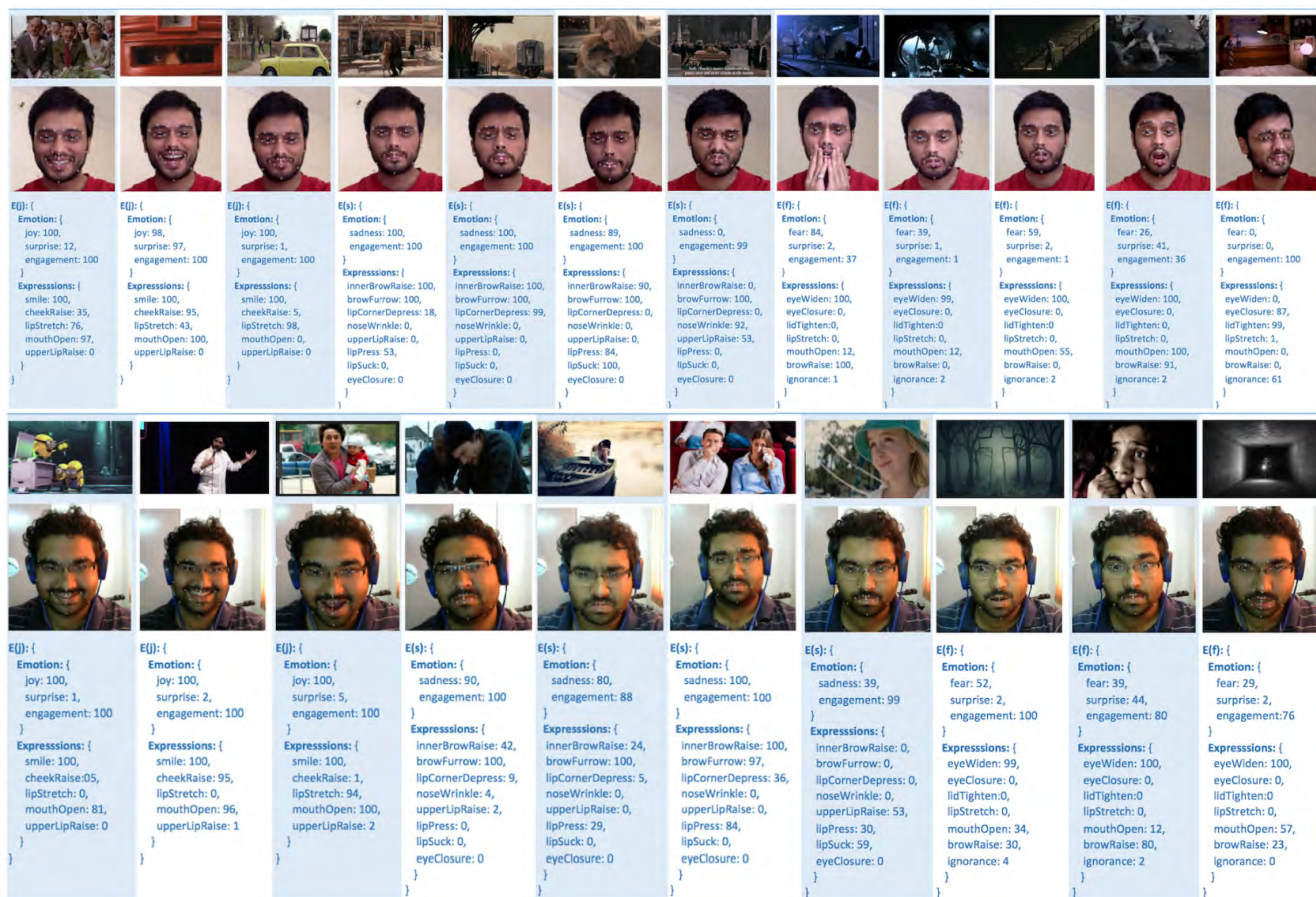 E(j): {
Emotion: {
joy: 100,
surprise: 12,
engagement: 100
}
Expresssions: {
smile: 100,
cheekRaise: 35,
lipStretch: 76,
mouthOpen: 97,
upperLipRaise: 0
}
}
E(j): {
Emotion: {
joy: 98,
surprise: 97,
engagement: 100
}
Expresssions: {
smile: 100,
cheekRaise: 95,
lipStretch: 43,
mouthOpen: 100,
upperLipRaise: 0
}
}
E(j): {
Emotion: {
joy: 100,
surprise: 1,
engagement: 100
}
Expresssions: {
smile: 100,
cheekRaise: 5,
lipStretch: 98,
mouthOpen: 0,
upperLipRaise: 0
}
}
E(s): {
Emotion: {
sadness: 100,
engagement: 100
}
Expresssions: {
innerBrowRaise: 100,
browFurrow: 100,
lipCornerDepress: 18,
noseWrinkle: 0,
upperLipRaise: 0,
lipPress: 53,
lipSuck: 0,
eyeClosure: 0
}
}
E(s): {
Emotion: {
sadness: 100,
engagement: 100
}
Expresssions: {
innerBrowRaise: 100,
browFurrow: 100,
lipCornerDepress: 99,
noseWrinkle: 0,
upperLipRaise: 0,
lipPress: 0,
lipSuck: 0,
eyeClosure: 0
}
}
E(s): {
Emotion: {
sadness: 89,
engagement: 100
}
Expresssions: {
innerBrowRaise: 90,
browFurrow: 100,
lipCornerDepress: 0,
noseWrinkle: 0,
upperLipRaise: 0,
lipPress: 84,
lipSuck: 100,
eyeClosure: 0
}
}
E(s): {
Emotion: {
sadness: 0,
engagement: 99
}
Expresssions: {
innerBrowRaise: 0,
browFurrow: 100,
lipCornerDepress: 0,
noseWrinkle: 92,
upperLipRaise: 53,
lipPress: 0,
lipSuck: 0,
eyeClosure: 0
}
}
E(f): {
Emotion: {
fear: 84,
surprise: 2,
engagement: 37
}
Expresssions: {
eyeWiden: 100,
eyeClosure: 0,
lidTighten:0,
lipStretch: 0,
mouthOpen: 12,
browRaise: 100,
ignorance: 1
}
}
E(f): {
Emotion: {
fear: 39,
surprise: 1,
engagement: 1
}
Expresssions: {
eyeWiden: 99,
eyeClosure: 0,
lidTighten:0
lipStretch: 0,
mouthOpen: 12,
browRaise: 0,
ignorance: 2
}
}
E(f): {
Emotion: {
fear: 59,
surprise: 2,
engagement: 1
}
Expresssions: {
eyeWiden: 100,
eyeClosure: 0,
lidTighten:0
lipStretch: 0,
mouthOpen: 55,
browRaise: 0,
ignorance: 2
}
}
E(f): {
Emotion: {
fear: 26,
surprise: 41,
engagement: 36
}
Expresssions: {
eyeWiden: 100,
eyeClosure: 0,
lidTighten: 0,
lipStretch: 0,
mouthOpen: 100,
browRaise: 91,
ignorance: 2
}
}
E(f): {
Emotion: {
fear: 0,
surprise: 0,
engagement: 100
}
Expresssions: {
eyeWiden: 0,
eyeClosure: 87,
lidTighten: 99,
lipStretch: 1,
mouthOpen: 0,
browRaise: 0,
ignorance: 61
}
}
E(j): {
Emotion: {
joy: 100,
surprise: 1,
engagement: 100
}
Expresssions: {
smile: 100,
cheekRaise:05,
lipStretch: 0,
mouthOpen: 81,
upperLipRaise: 0
}
}
E(j): {
Emotion: {
joy: 100,
surprise: 2,
engagement: 100
}
Expresssions: {
smile: 100,
cheekRaise: 95,
lipStretch: 0,
mouthOpen: 96,
upperLipRaise: 1
}
}
E(j): {
Emotion: {
joy: 100,
surprise: 5,
engagement: 100
}
Expresssions: {
smile: 100,
cheekRaise: 1,
lipStretch: 94,
mouthOpen: 100,
upperLipRaise: 2
}
}
E(s): {
Emotion: {
sadness: 90,
engagement: 100
}
Expresssions: {
innerBrowRaise: 42,
browFurrow: 100,
lipCornerDepress: 9,
noseWrinkle: 4,
upperLipRaise: 2,
lipPress: 0,
lipSuck: 0,
eyeClosure: 0
}
}
E(s): {
Emotion: {
sadness: 80,
engagement: 88
}
Expresssions: {
innerBrowRaise: 24,
browFurrow: 100,
lipCornerDepress: 5,
noseWrinkle: 0,
upperLipRaise: 0,
lipPress: 29,
lipSuck: 0,
eyeClosure: 0
}
}
E(s): {
Emotion: {
sadness: 100,
engagement: 100
}
Expresssions: {
innerBrowRaise: 100,
browFurrow: 97,
lipCornerDepress: 36,
noseWrinkle: 0,
upperLipRaise: 0,
lipPress: 84,
lipSuck: 0,
eyeClosure: 0
}
}
E(s): {
Emotion: {
sadness: 39,
engagement: 99
}
Expresssions: {
innerBrowRaise: 0,
browFurrow: 0,
lipCornerDepress: 0,
noseWrinkle: 0,
upperLipRaise: 53,
lipPress: 30,
lipSuck: 59,
eyeClosure: 0
}
}
E(f): {
Emotion: {
fear: 52,
surprise: 2,
engagement: 100
}
Expresssions: {
eyeWiden: 99,
eyeClosure: 0,
lidTighten:0,
lipStretch: 0,
mouthOpen: 34,
browRaise: 30,
ignorance: 4
}
}
E(f): {
Emotion: {
fear: 39,
surprise: 44,
engagement: 80
}
Expresssions: {
eyeWiden: 100,
eyeClosure: 0,
lidTighten:0
lipStretch: 0,
mouthOpen: 12,
browRaise: 80,
ignorance: 2
}
}
E(f): {
Emotion: {
fear: 29,
surprise: 2,
engagement:76
}
Expresssions: {
eyeWiden: 100,
eyeClosure: 0,
lidTighten:0
lipStretch: 0,
mouthOpen: 57,
browRaise: 23,
ignorance: 0
}
}